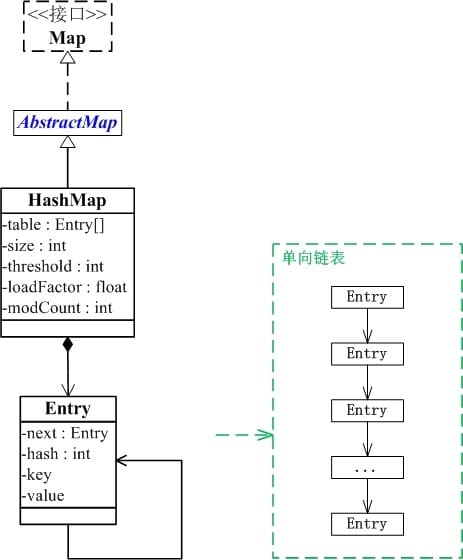 <<接口>>
Map
AbstractMap
HashMap
-table : Entry[]
-size : int
-threshold : int
-loadFactor : float
-modCount : int
Entry
-next : Entry
-hash : int
-key
-value
单向链表
Entry
Entry
Entry
...
Entry